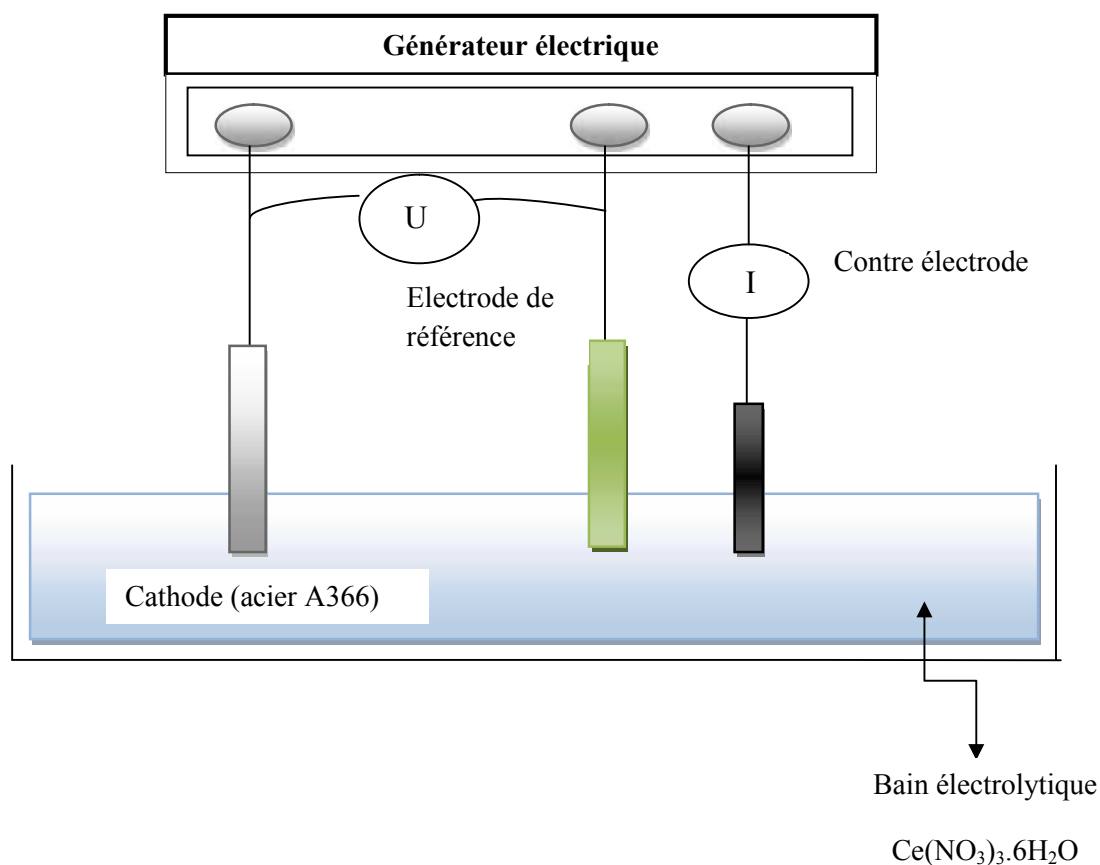 Générateur électrique
U
Contre électrode
I
Electrode de
référence
Cathode (acier A366)
Bain électrolytique
Ce(NO₃)₃.6H₂O